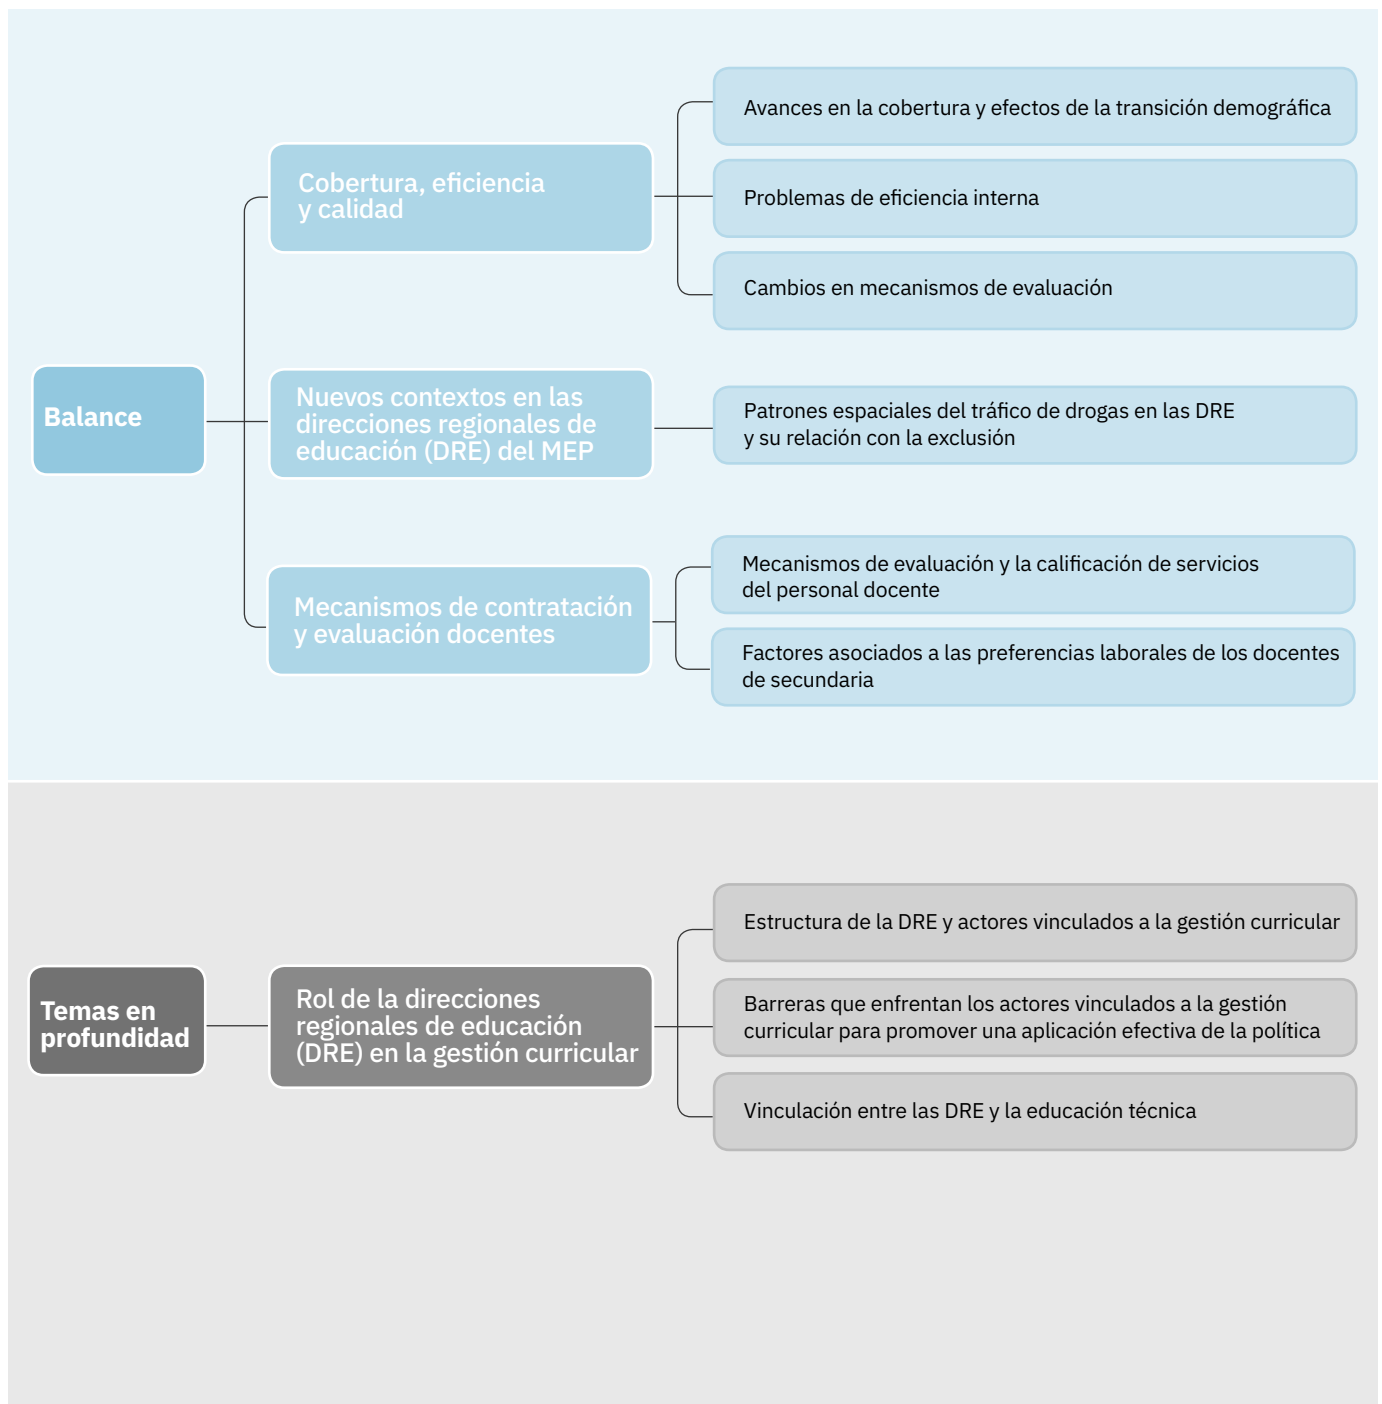 Balance
Cobertura, eficiencia
y calidad
Avances en la cobertura y efectos de la transición demográfica
Problemas de eficiencia interna
Cambios en mecanismos de evaluación
Nuevos contextos en las
direcciones regionales de
educación (DRE) del MEP
Patrones espaciales del tráfico de drogas en las DRE
y su relación con la exclusión
Mecanismos de contratación
y evaluación docentes
Mecanismos de evaluación y la calificación de servicios
del personal docente
Factores asociados a las preferencias laborales de los docentes
de secundaria
Temas en
profundidad
Rol de la direcciones
regionales de educación
(DRE) en la gestión curricular
Estructura de la DRE y actores vinculados a la gestión curricular
Barreras que enfrentan los actores vinculados a la gestión
curricular para promover una aplicación efectiva de la política
Vinculación entre las DRE y la educación técnica